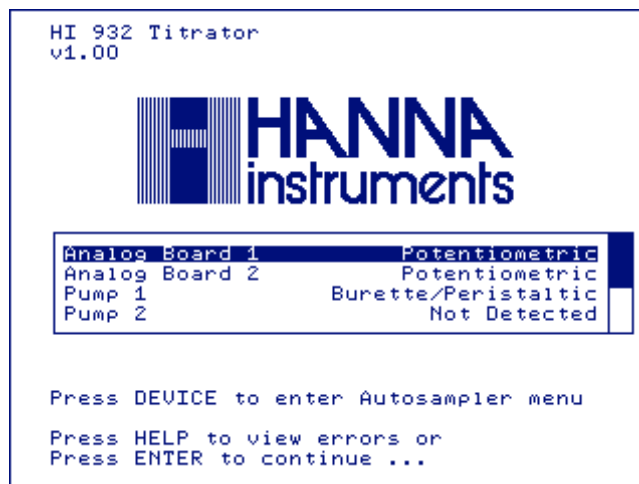 HI 932 Titrator
v1.00
HANNA
instruments
Analog Board 1 Potentiometric
Analog Board 2 Potentiometric
Pump 1 Burette/Peristaltic
Pump 2 Not Detected
Press DEVICE to enter Autosampler menu
Press HELP to view errors or
Press ENTER to continue ...